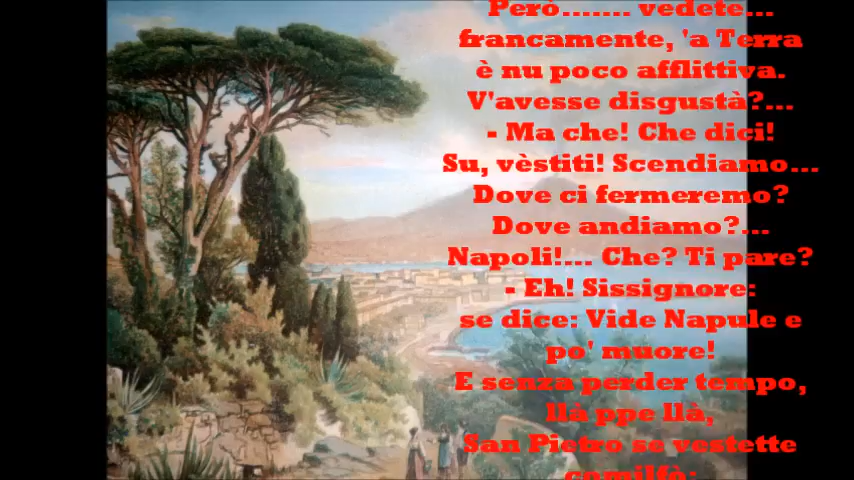 Però....... vedete...
francamente, 'a Terra
è nu poco afflittiva.
V'avesse disgustà?...
- Ma che! Che dici!
Su, vèstiti! Scendiamo...
Dove ci fermeremo?
Dove andiamo?...
Napoli!... Che? Ti pare?
- Eh! Sissignore:
se dice: Vide Napule e
po' muore!
E senza perder tempo,
llà ppe llà,
San Pietro se vestette
comilfò: